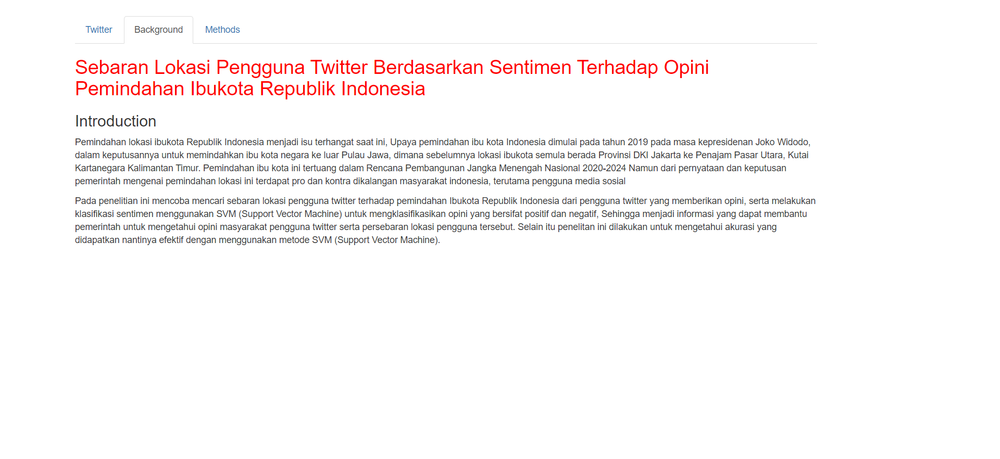 Twitter Background Methods
Sebaran Lokasi Pengguna Twitter Berdasarkan Sentimen Terhadap Opini
Pemindahan Ibukota Republik Indonesia
Introduction
Pemindahan lokasi ibukota Republik Indonesia menjadi isu terhangat saat ini, Upaya pemindahan ibu kota Indonesia dimulai pada tahun 2019 pada masa kepresidenan Joko Widodo,
dalam keputusannya untuk memindahkan ibu kota negara ke luar Pulau Jawa, dimana sebelumnya lokasi ibukota semula berada Provinsi DKI Jakarta ke Penajam Pasar Utara, Kutai
Kartanegara Kalimantan Timur. Pemindahan ibu kota ini tertuang dalam Rencana Pembangunan Jangka Menengah Nasional 2020-2024 Namun dari pernyataan dan keputusan
pemerintah mengenai pemindahan lokasi ini terdapat pro dan kontra dikalangan masyarakat indonesia, terutama pengguna media sosial
Pada penelitian ini mencoba mencari sebaran lokasi pengguna twitter terhadap pemindahan Ibukota Republik Indonesia dari pengguna twitter yang memberikan opini, serta melakukan
klasifikasi sentimen menggunakan SVM (Support Vector Machine) untuk mengklasifikasikan opini yang bersifat positif dan negatif, Sehingga menjadi informasi yang dapat membantu
pemerintah untuk mengetahui opini masyarakat pengguna twitter serta persebaran lokasi pengguna tersebut. Selain itu penelitan ini dilakukan untuk mengetahui akurasi yang
didapatkan nantinya efektif dengan menggunakan metode SVM (Support Vector Machine).